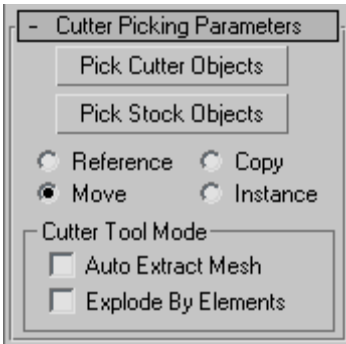 - Cutter Picking Parameters
Pick Cutter Objects
Pick Stock Objects
Reference Copy
Move Instance
Cutter Tool Mode
Auto Extract Mesh
Explode By Elements